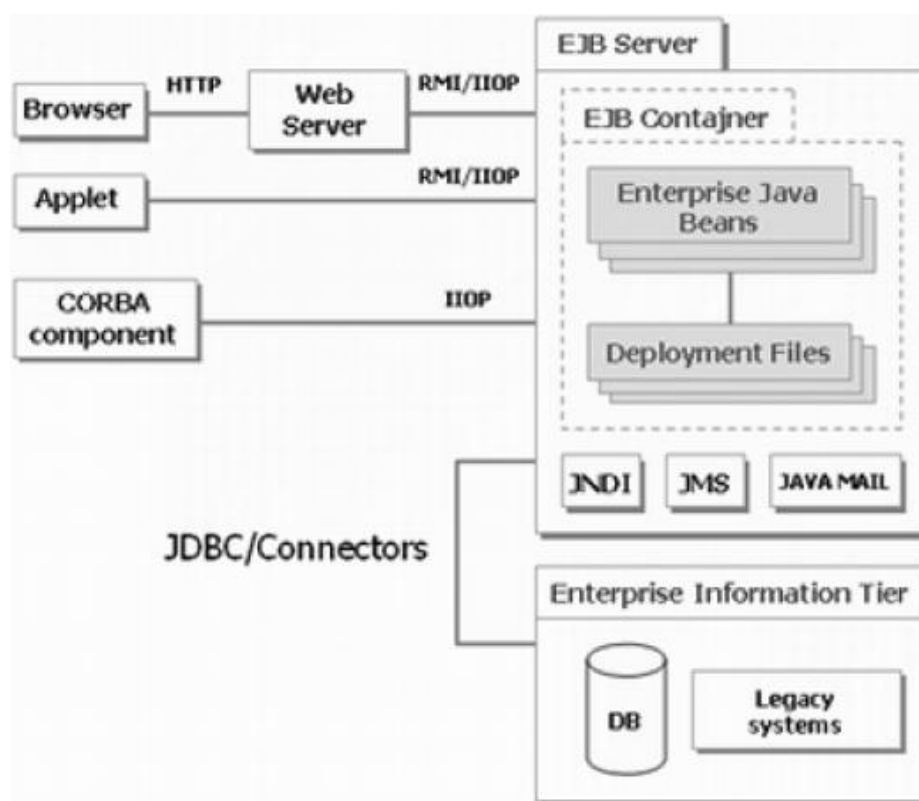 EJB Server
HTTP
RMI/IIOP
Browser
Web
Server
EJB Contajner
RMI/IIOP
Applet
Enterprise Java
Beans
CORBA
component
IIOP
Deployment Files
JNDI
JMS
JAVA MAIL
JDBC/Connectors
Enterprise Information Tier
DB
Legacy
systems